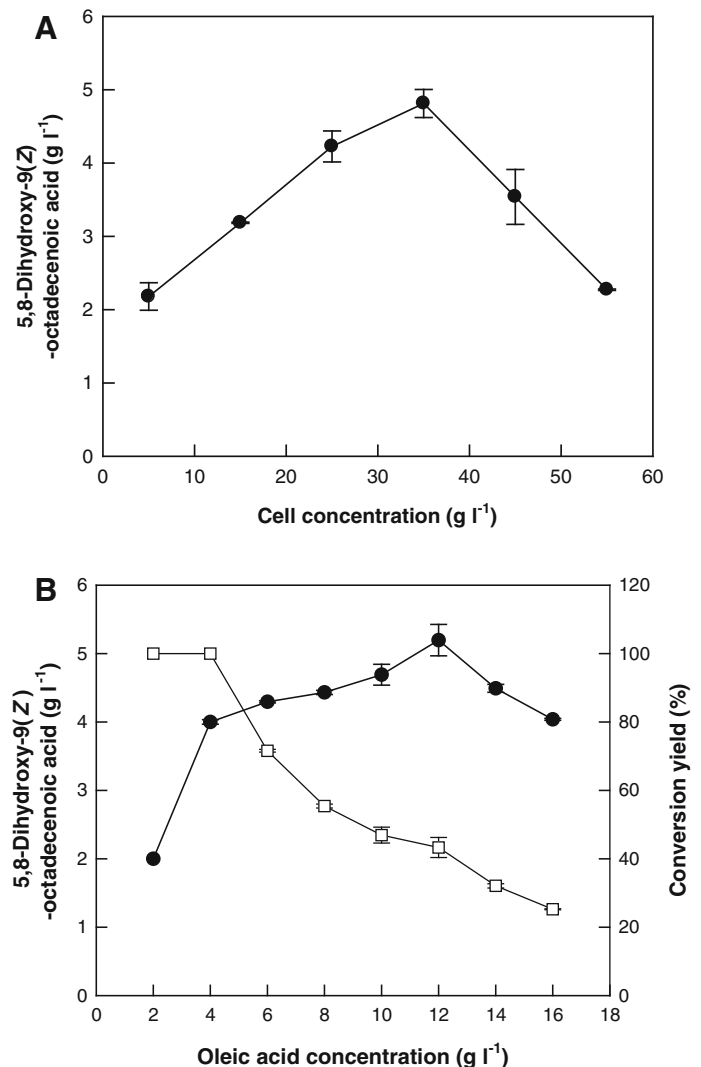 A
6
5
4
3
2
1
0
5,8-Dihydroxy-9(Z)
-octadecenoic acid (g l⁻¹)
0 10 20 30 40 50 60
Cell concentration (g l⁻¹)
B
6
5
4
3
2
1
0
5,8-Dihydroxy-9(Z)
-octadecenoic acid (g l⁻¹)
120
100
80
60
40
20
0
Conversion yield (%)
0 2 4 6 8 10 12 14 16 18
Oleic acid concentration (g l⁻¹)